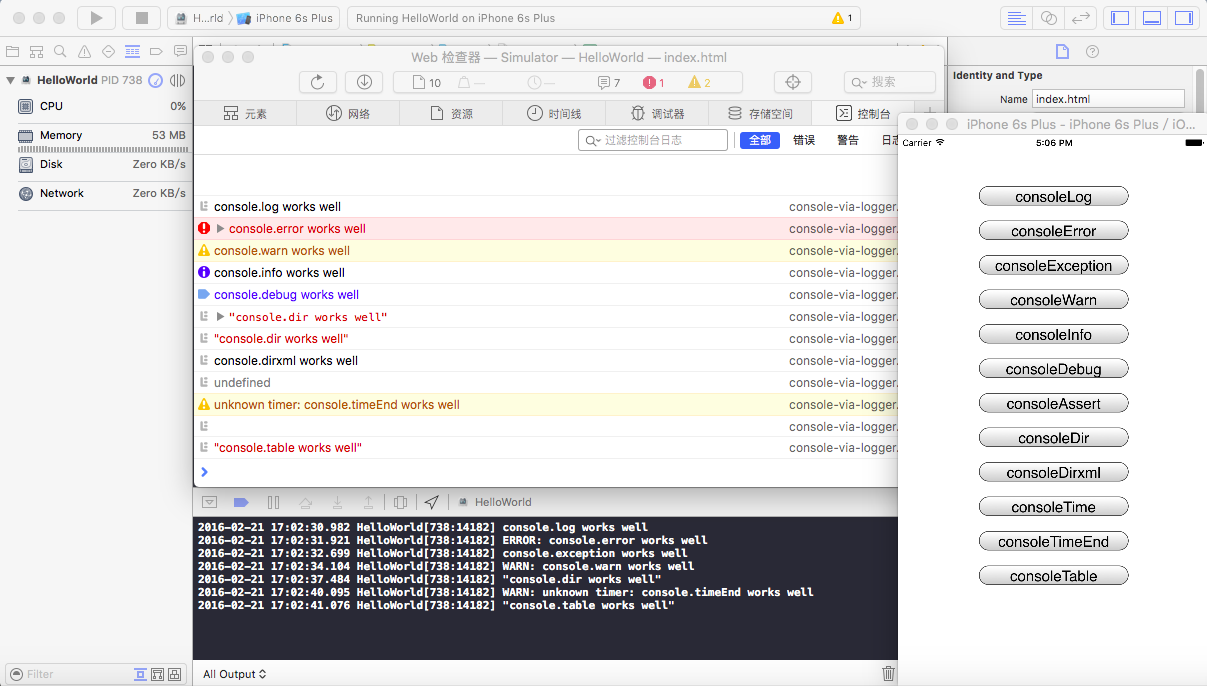 H...rld
iPhone 6s Plus
Running HelloWorld on iPhone 6s Plus
1
HelloWorld PID 738
CPU 0%
Memory 53 MB
Disk Zero KB/s
Network Zero KB/s
Filter
Web 检查器 — Simulator — HelloWorld — index.html
10 — — 7 1 2
搜索
元素 网络 资源 时间线 调试器 存储空间 控制台
过滤控制台日志 全部 错误 警告
console.log works well console-via-logger.
console.error works well console-via-logger.
console.warn works well console-via-logger.
console.info works well console-via-logger.
console.debug works well console-via-logger.
"console.dir works well" console-via-logger.
"console.dir works well" console-via-logger.
console.dirxml works well console-via-logger.
undefined console-via-logger.
unknown timer: console.timeEnd works well console-via-logger.
console-via-logger.
"console.table works well" console-via-logger.
HelloWorld
2016-02-21 17:02:30.982 HelloWorld[738:14182] console.log works well
2016-02-21 17:02:31.921 HelloWorld[738:14182] ERROR: console.error works well
2016-02-21 17:02:32.699 HelloWorld[738:14182] console.exception works well
2016-02-21 17:02:34.104 HelloWorld[738:14182] WARN: console.warn works well
2016-02-21 17:02:37.484 HelloWorld[738:14182] "console.dir works well"
2016-02-21 17:02:40.095 HelloWorld[738:14182] WARN: unknown timer: console.timeEnd works well
2016-02-21 17:02:41.076 HelloWorld[738:14182] "console.table works well"
All Output
Identity and Type
Name index.html
iPhone 6s Plus - iPhone 6s Plus / iO...
Carrier 5:06 PM
consoleLog
consoleError
consoleException
consoleWarn
consoleInfo
consoleDebug
consoleAssert
consoleDir
consoleDirxml
consoleTime
consoleTimeEnd
consoleTable